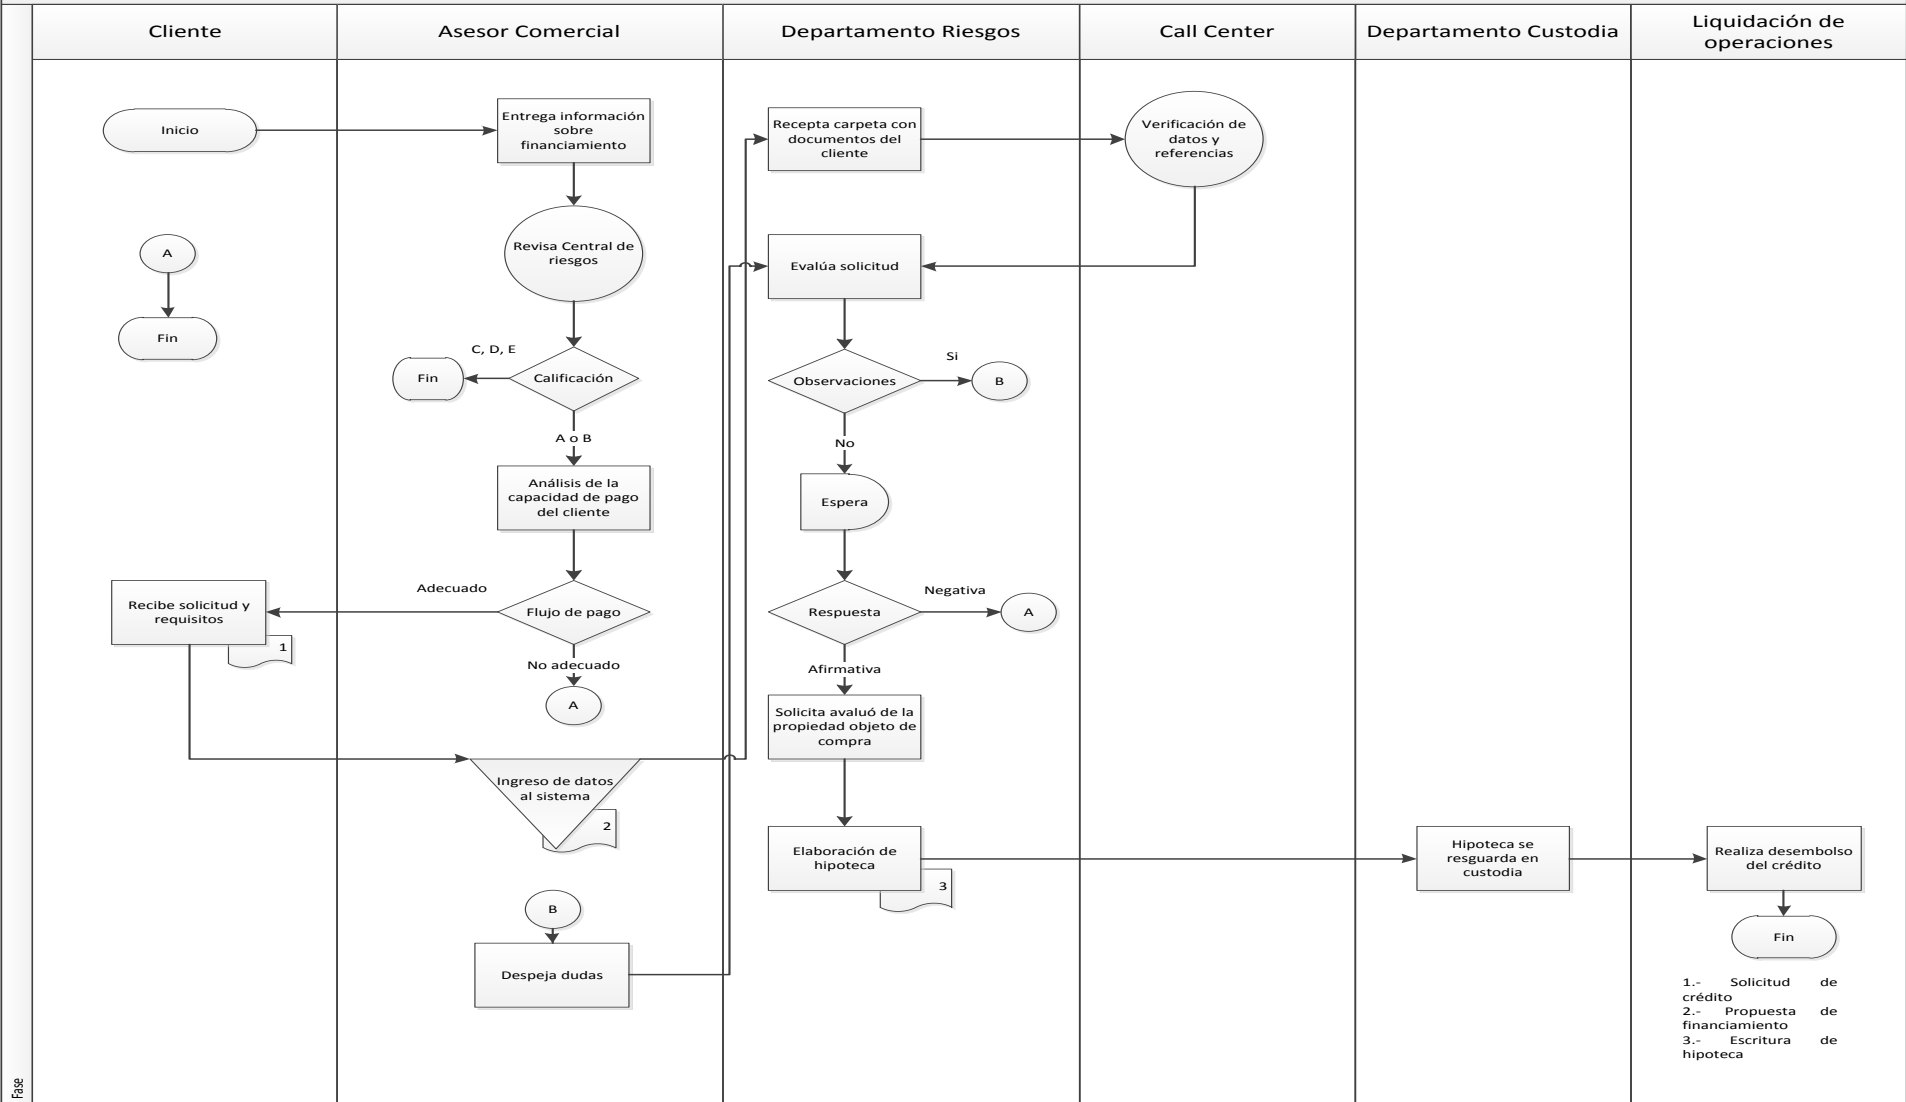 Cliente
Asesor Comercial
Departamento Riesgos
Call Center
Departamento Custodia
Liquidación de
operaciones
Inicio
A
Fin
Recibe solicitud y
requisitos
1
Entrega información
sobre
financiamiento
Revisa Central de
riesgos
C, D, E
Fin
Calificación
A o B
Análisis de la
capacidad de pago
del cliente
Adecuado
Flujo de pago
No adecuado
A
Ingreso de datos
al sistema
2
B
Despeja dudas
Recepta carpeta con
documentos del
cliente
Evalúa solicitud
Observaciones
Si
B
No
Espera
Respuesta
Negativa
A
Afirmativa
Solicita avaluó de la
propiedad objeto de
compra
Elaboración de
hipoteca
3
Verificación de
datos y
referencias
Hipoteca se
resguarda en
custodia
Realiza desembolso
del crédito
Fin
1.- Solicitud de
crédito
2.- Propuesta de
financiamiento
3.- Escritura de
hipoteca
Fase